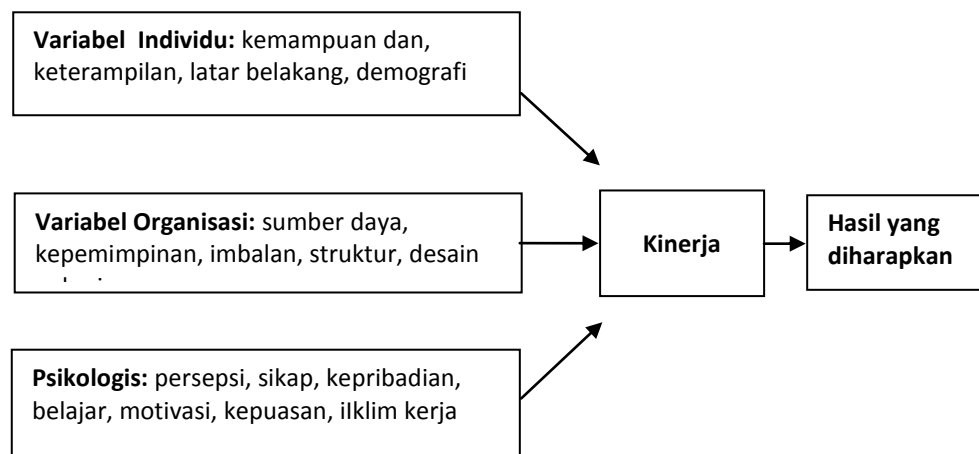 Variabel  Individu: kemampuan dan,
keterampilan, latar belakang, demografi
Variabel Organisasi: sumber daya,
kepemimpinan, imbalan, struktur, desain
Kinerja
Hasil yang
diharapkan
Psikologis: persepsi, sikap, kepribadian,
belajar, motivasi, kepuasan, iIklim kerja